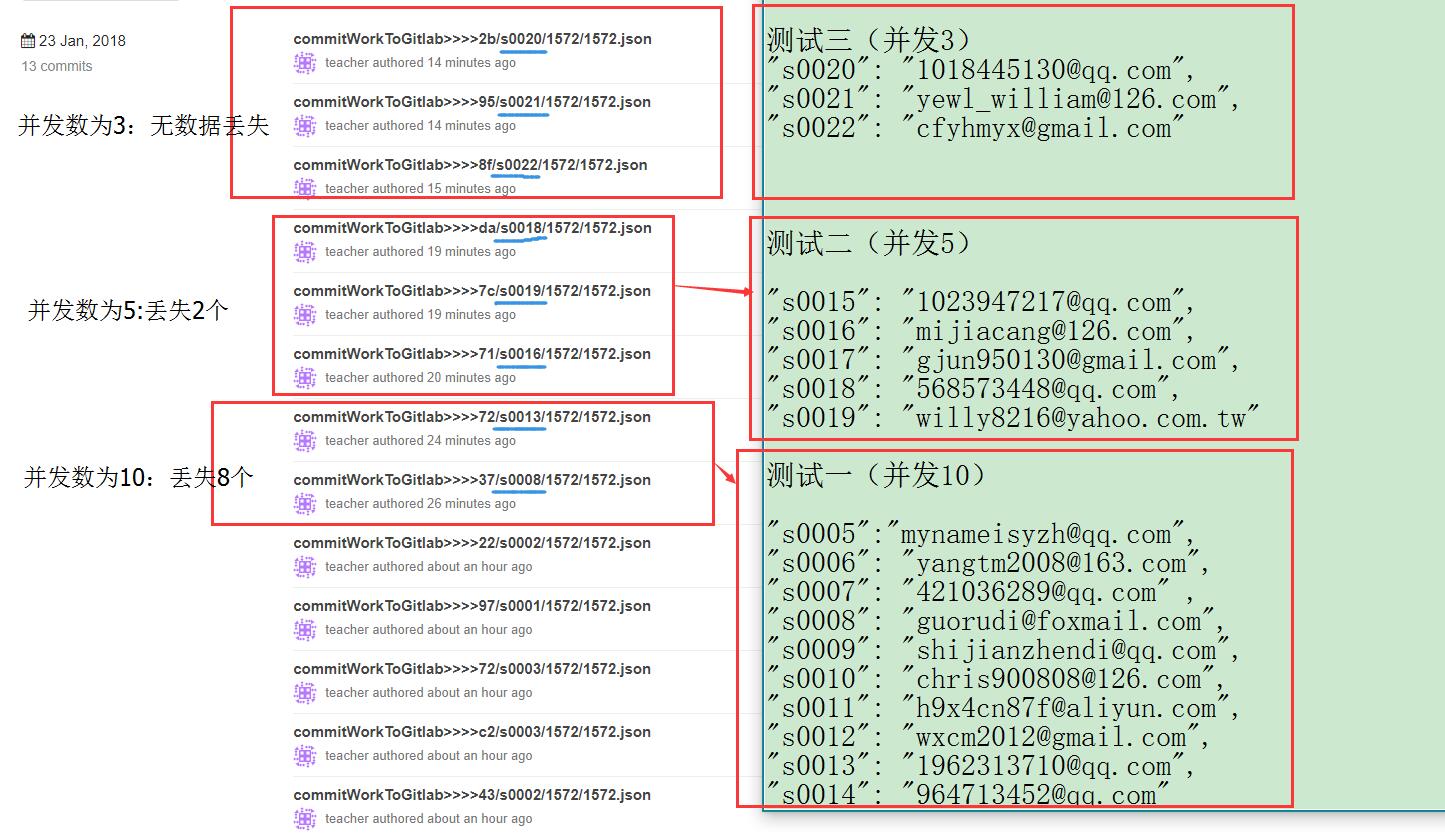 23 Jan, 2018
13 commits
并发数为3：无数据丢失
并发数为5:丢失2个
并发数为10：丢失8个
commitWorkToGitlab>>>>2b/s0020/1572/1572.json
teacher authored 14 minutes ago
commitWorkToGitlab>>>>95/s0021/1572/1572.json
teacher authored 14 minutes ago
commitWorkToGitlab>>>>8f/s0022/1572/1572.json
teacher authored 15 minutes ago
commitWorkToGitlab>>>>da/s0018/1572/1572.json
teacher authored 19 minutes ago
commitWorkToGitlab>>>>7c/s0019/1572/1572.json
teacher authored 19 minutes ago
commitWorkToGitlab>>>>71/s0016/1572/1572.json
teacher authored 20 minutes ago
commitWorkToGitlab>>>>72/s0013/1572/1572.json
teacher authored 24 minutes ago
commitWorkToGitlab>>>>37/s0008/1572/1572.json
teacher authored 26 minutes ago
commitWorkToGitlab>>>>22/s0002/1572/1572.json
teacher authored about an hour ago
commitWorkToGitlab>>>>97/s0001/1572/1572.json
teacher authored about an hour ago
commitWorkToGitlab>>>>72/s0003/1572/1572.json
teacher authored about an hour ago
commitWorkToGitlab>>>>c2/s0003/1572/1572.json
teacher authored about an hour ago
commitWorkToGitlab>>>>43/s0002/1572/1572.json
teacher authored about an hour ago
测试三（并发3）
"s0020": "1018445130@qq.com",
"s0021": "yewl_william@126.com",
"s0022": "cfyhmyx@gmail.com"
测试二（并发5）
"s0015": "1023947217@qq.com",
"s0016": "mijiacang@126.com",
"s0017": "gjun950130@gmail.com",
"s0018": "568573448@qq.com",
"s0019": "willy8216@yahoo.com.tw"
测试一（并发10）
"s0005":"mynameisyzh@qq.com",
"s0006": "yangtm2008@163.com",
"s0007": "421036289@qq.com" ,
"s0008": "guorudi@foxmail.com",
"s0009": "shijianzhendi@qq.com",
"s0010": "chris900808@126.com",
"s0011": "h9x4cn87f@aliyun.com",
"s0012": "wxcm2012@gmail.com",
"s0013": "1962313710@qq.com",
"s0014": "964713452@qq.com"